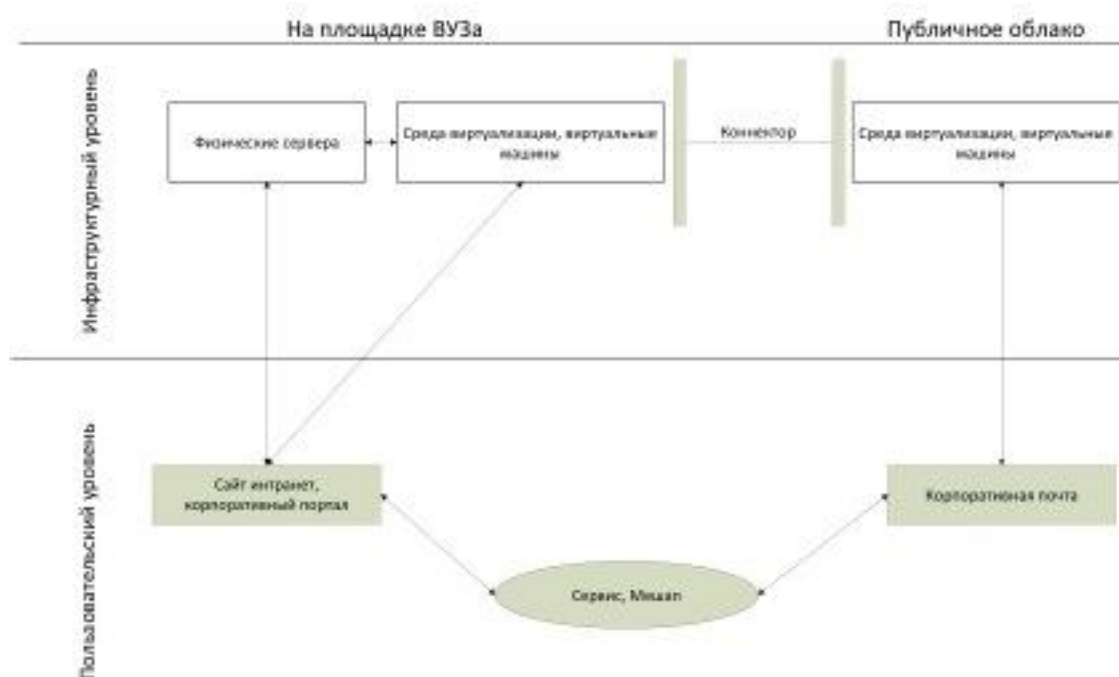 На площадке ВУЗа
Публичное облако
Инфраструктурный уровень
Физические сервера
Среда виртуализации, виртуальные
машины
Коннектор
Среда виртуализации, виртуальные
машины
Пользовательский уровень
Сайт интранет,
корпоративный портал
Корпоративная почта
Сервис, Мешап